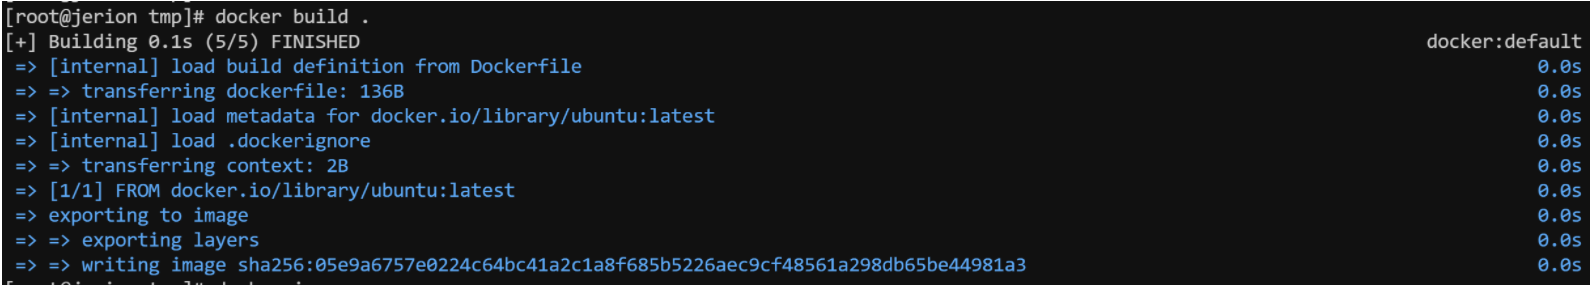 [root@jerion tmp]# docker build .
[+] Building 0.1s (5/5) FINISHED docker:default
=> [internal] load build definition from Dockerfile 0.0s
=> => transferring dockerfile: 136B 0.0s
=> [internal] load metadata for docker.io/library/ubuntu:latest 0.0s
=> [internal] load .dockerignore 0.0s
=> => transferring context: 2B 0.0s
=> [1/1] FROM docker.io/library/ubuntu:latest 0.0s
=> exporting to image 0.0s
=> => exporting layers 0.0s
=> => writing image sha256:05e9a6757e0224c64bc41a2c1a8f685b5226aec9cf48561a298db65be44981a3 0.0s